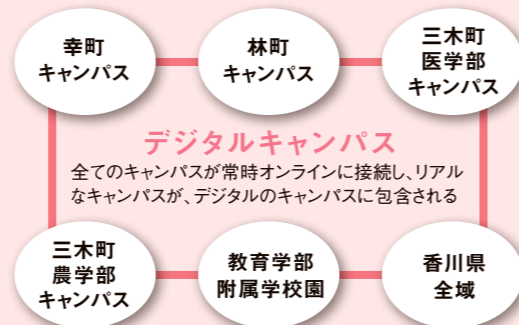 幸町
キャンパス
林町
キャンパス
三木町
医学部
キャンパス
デジタルキャンパス
全てのキャンパスが常時オンラインに接続し、リアル
なキャンパスが、デジタルのキャンパスに包含される
三木町
農学部
キャンパス
教育学部
附属学校園
香川県
全域